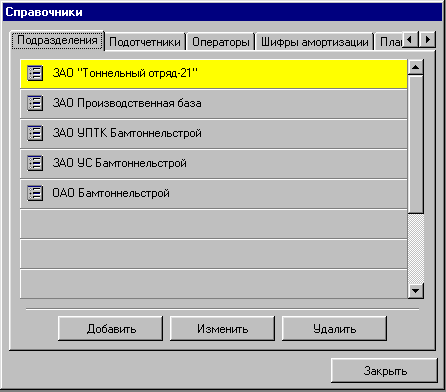 Справочники
Подразделения Подотчетники Операторы Шифры амортизации
ЗАО "Тоннельный отряд-21"
ЗАО Производственная база
ЗАО УПТК Бамтоннельстрой
ЗАО УС Бамтоннельстрой
ОАО Бамтоннельстрой
Добавить Изменить Удалить
Закрыть